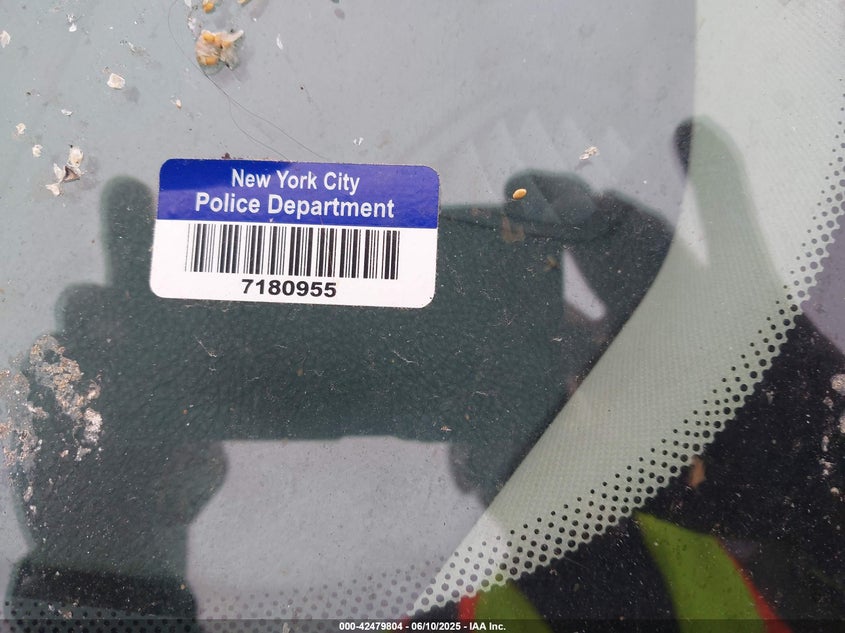 New York City
Police Department
7180955
000-42479804 - 06/10/2025 - IAA Inc.